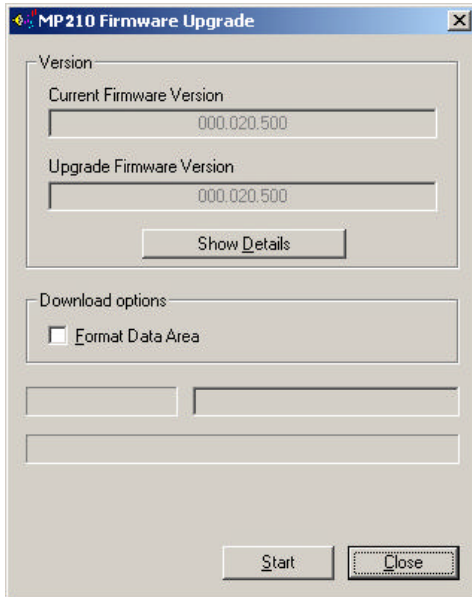 MP210 Firmware Upgrade
Version
Current Firmware Version
000.020.500
Upgrade Firmware Version
000.020.500
Show Details
Download options
Format Data Area
Start
Close